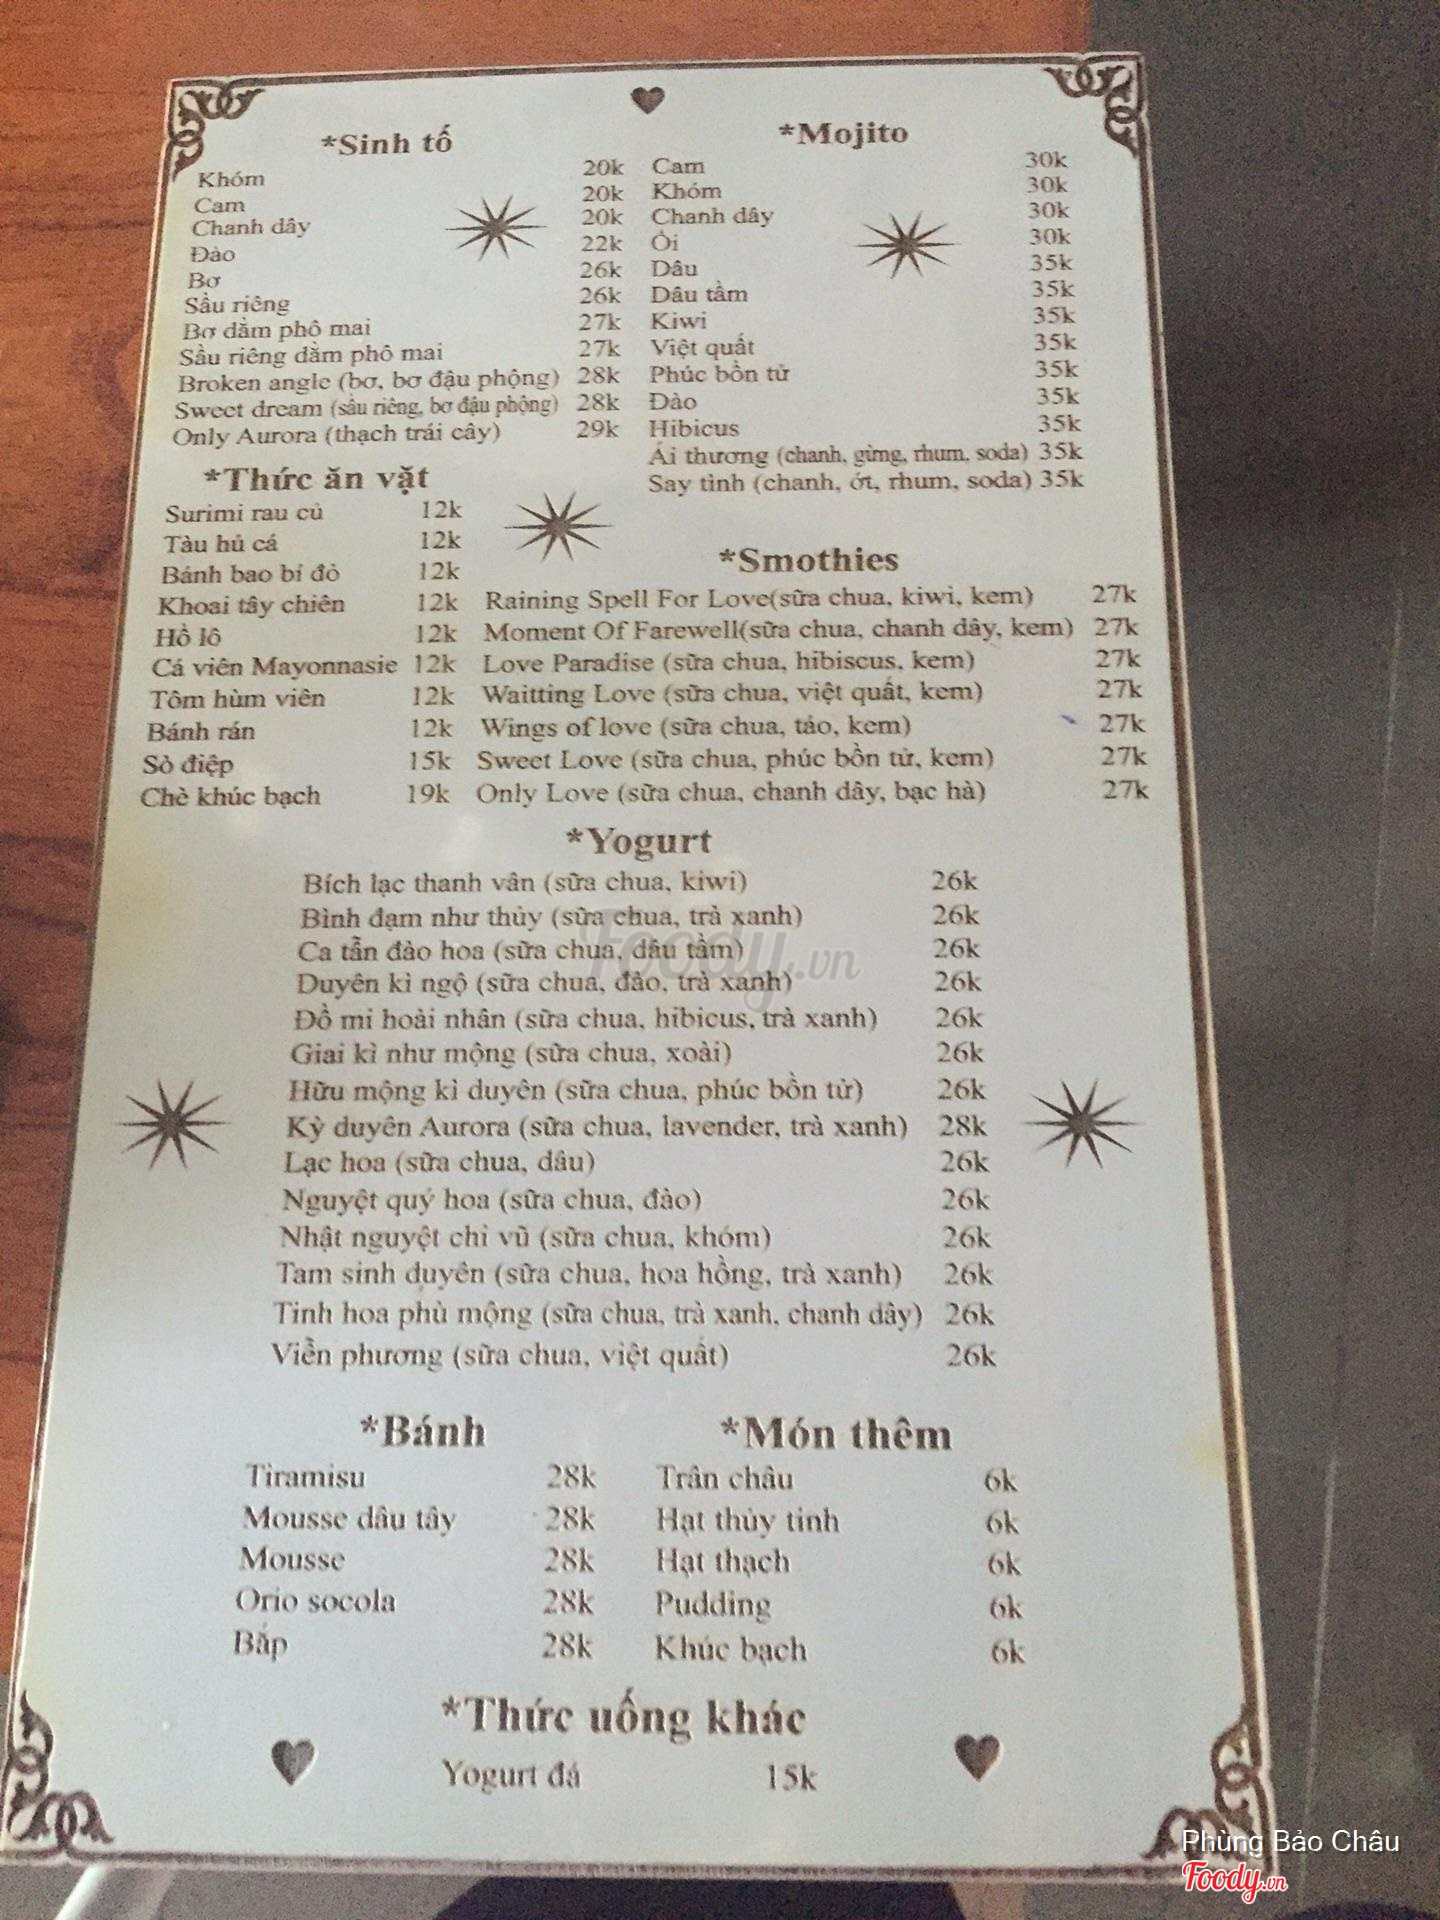 *Sinh tố
Khóm 20k
Cam 20k
Chanh dây 20k
Đào 22k
Bơ 26k
Sầu riêng 26k
Bơ dằm phô mai 27k
Sầu riêng dằm phô mai 27k
Broken angle (bơ, bơ đậu phộng) 28k
Sweet dream (sầu riêng, bơ đậu phộng) 28k
Only Aurora (thạch trái cây) 29k
*Mojito
Cam 30k
Khóm 30k
Chanh dây 30k
Ổi 30k
Dâu 35k
Dâu tằm 35k
Kiwi 35k
Việt quất 35k
Phúc bồn tử 35k
Đào 35k
Hibicus 35k
Ái thương (chanh, gừng, rhum, soda) 35k
Say tình (chanh, ớt, rhum, soda) 35k
*Thức ăn vặt
Surimi rau củ 12k
Tàu hủ cá 12k
Bánh bao bí đỏ 12k
Khoai tây chiên 12k
Hồ lô 12k
Cá viên Mayonnasie 12k
Tôm hùm viên 12k
Bánh rán 12k
Sò điệp 15k
Chè khúc bạch 19k
*Smothies
Raining Spell For Love(sữa chua, kiwi, kem) 27k
Moment Of Farewell(sữa chua, chanh dây, kem) 27k
Love Paradise (sữa chua, hibiscus, kem) 27k
Waitting Love (sữa chua, việt quất, kem) 27k
Wings of love (sữa chua, táo, kem) 27k
Sweet Love (sữa chua, phúc bồn tử, kem) 27k
Only Love (sữa chua, chanh dây, bạc hà) 27k
*Yogurt
Bích lạc thanh vân (sữa chua, kiwi) 26k
Bình đạm như thủy (sữa chua, trà xanh) 26k
Ca tẫn đào hoa (sữa chua, dâu tằm) 26k
Duyên kì ngộ (sữa chua, đào, trà xanh) 26k
Đồ mi hoài nhân (sữa chua, hibicus, trà xanh) 26k
Giai kì như mộng (sữa chua, xoài) 26k
Hữu mộng kì duyên (sữa chua, phúc bồn tử) 26k
Kỳ duyên Aurora (sữa chua, lavender, trà xanh) 28k
Lạc hoa (sữa chua, dâu) 26k
Nguyệt quý hoa (sữa chua, đào) 26k
Nhật nguyệt chi vũ (sữa chua, khóm) 26k
Tam sinh duyên (sữa chua, hoa hồng, trà xanh) 26k
Tinh hoa phù mộng (sữa chua, trà xanh, chanh dây) 26k
Viễn phương (sữa chua, việt quất) 26k
*Bánh
Tiramisu 28k
Mousse dâu tây 28k
Mousse 28k
Orio socola 28k
Bắp 28k
*Món thêm
Trân châu 6k
Hạt thủy tinh 6k
Hạt thạch 6k
Pudding 6k
Khúc bạch 6k
*Thức uống khác
Yogurt đá 15k
Foody.vn
Phùng Bảo Châu
Foody.vn